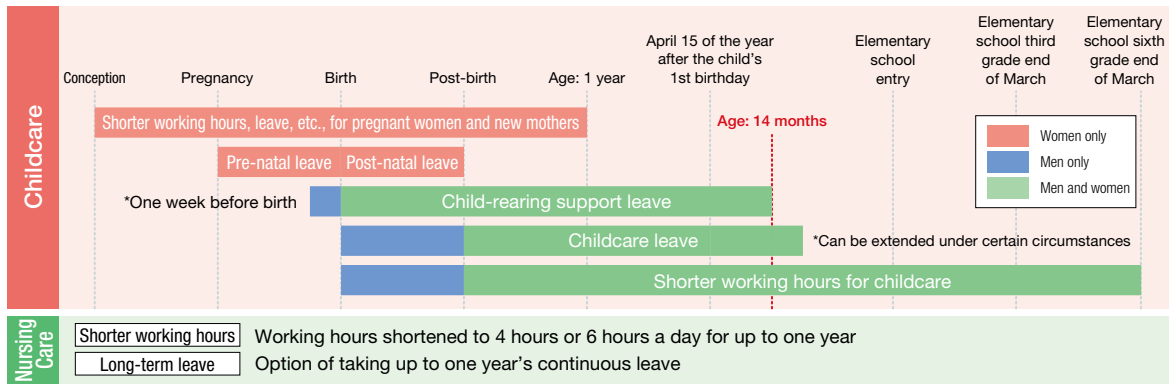 Childcare
Conception
Pregnancy
Birth
Post-birth
Age: 1 year
April 15 of the year
after the child's
1st birthday
Elementary
school
entry
Elementary
school third
grade end
of March
Elementary
school sixth
grade end
of March
Age: 14 months
Shorter working hours, leave, etc., for pregnant women and new mothers
Pre-natal leave
Post-natal leave
*One week before birth
Child-rearing support leave
Childcare leave
*Can be extended under certain circumstances
Shorter working hours for childcare
Women only
Men only
Men and women
Nursing
Care
Shorter working hours
Working hours shortened to 4 hours or 6 hours a day for up to one year
Long-term leave
Option of taking up to one year's continuous leave